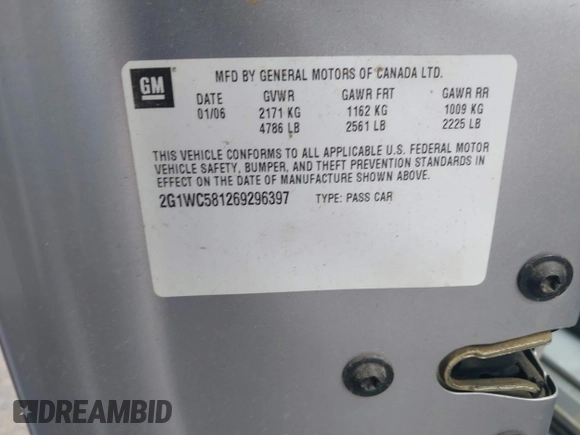 GM
MFD BY GENERAL MOTORS OF CANADA LTD.
DATE GVWR GAWR FRT GAWR RR
01/06 2171 KG 1162 KG 1009 KG
4786 LB 2561 LB 2225 LB
THIS VEHICLE CONFORMS TO ALL APPLICABLE U.S. FEDERAL MOTOR
VEHICLE SAFETY, BUMPER, AND THEFT PREVENTION STANDARDS IN
EFFECT ON THE DATE OF MANUFACTURE SHOWN ABOVE.
2G1WC581269296397 TYPE: PASS CAR
DREAMBID